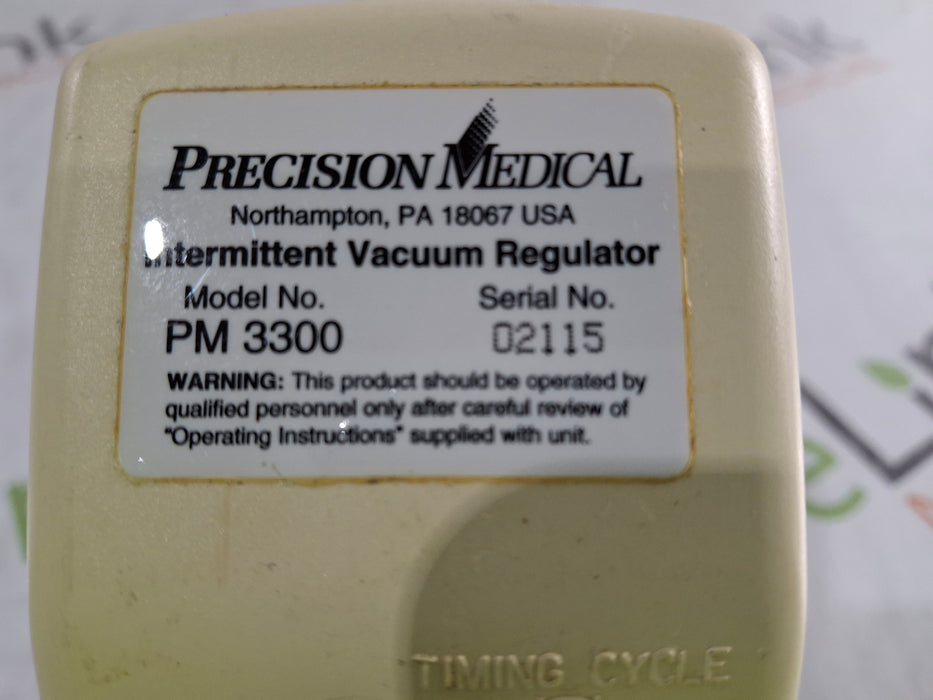 PRECISION MEDICAL
Northampton, PA 18067 USA
Intermittent Vacuum Regulator
Model No. Serial No.
PM 3300 02115
WARNING: This product should be operated by
qualified personnel only after careful review of
"Operating Instructions" supplied with unit.
TIMING CYCLE